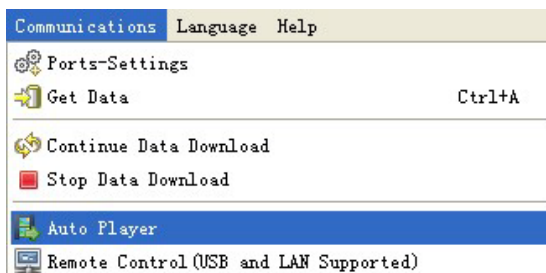 Communications Language Help
Ports-Settings
Get Data Ctrl+A
Continue Data Download
Stop Data Download
Auto Player
Remote Control(USB and LAN Supported)